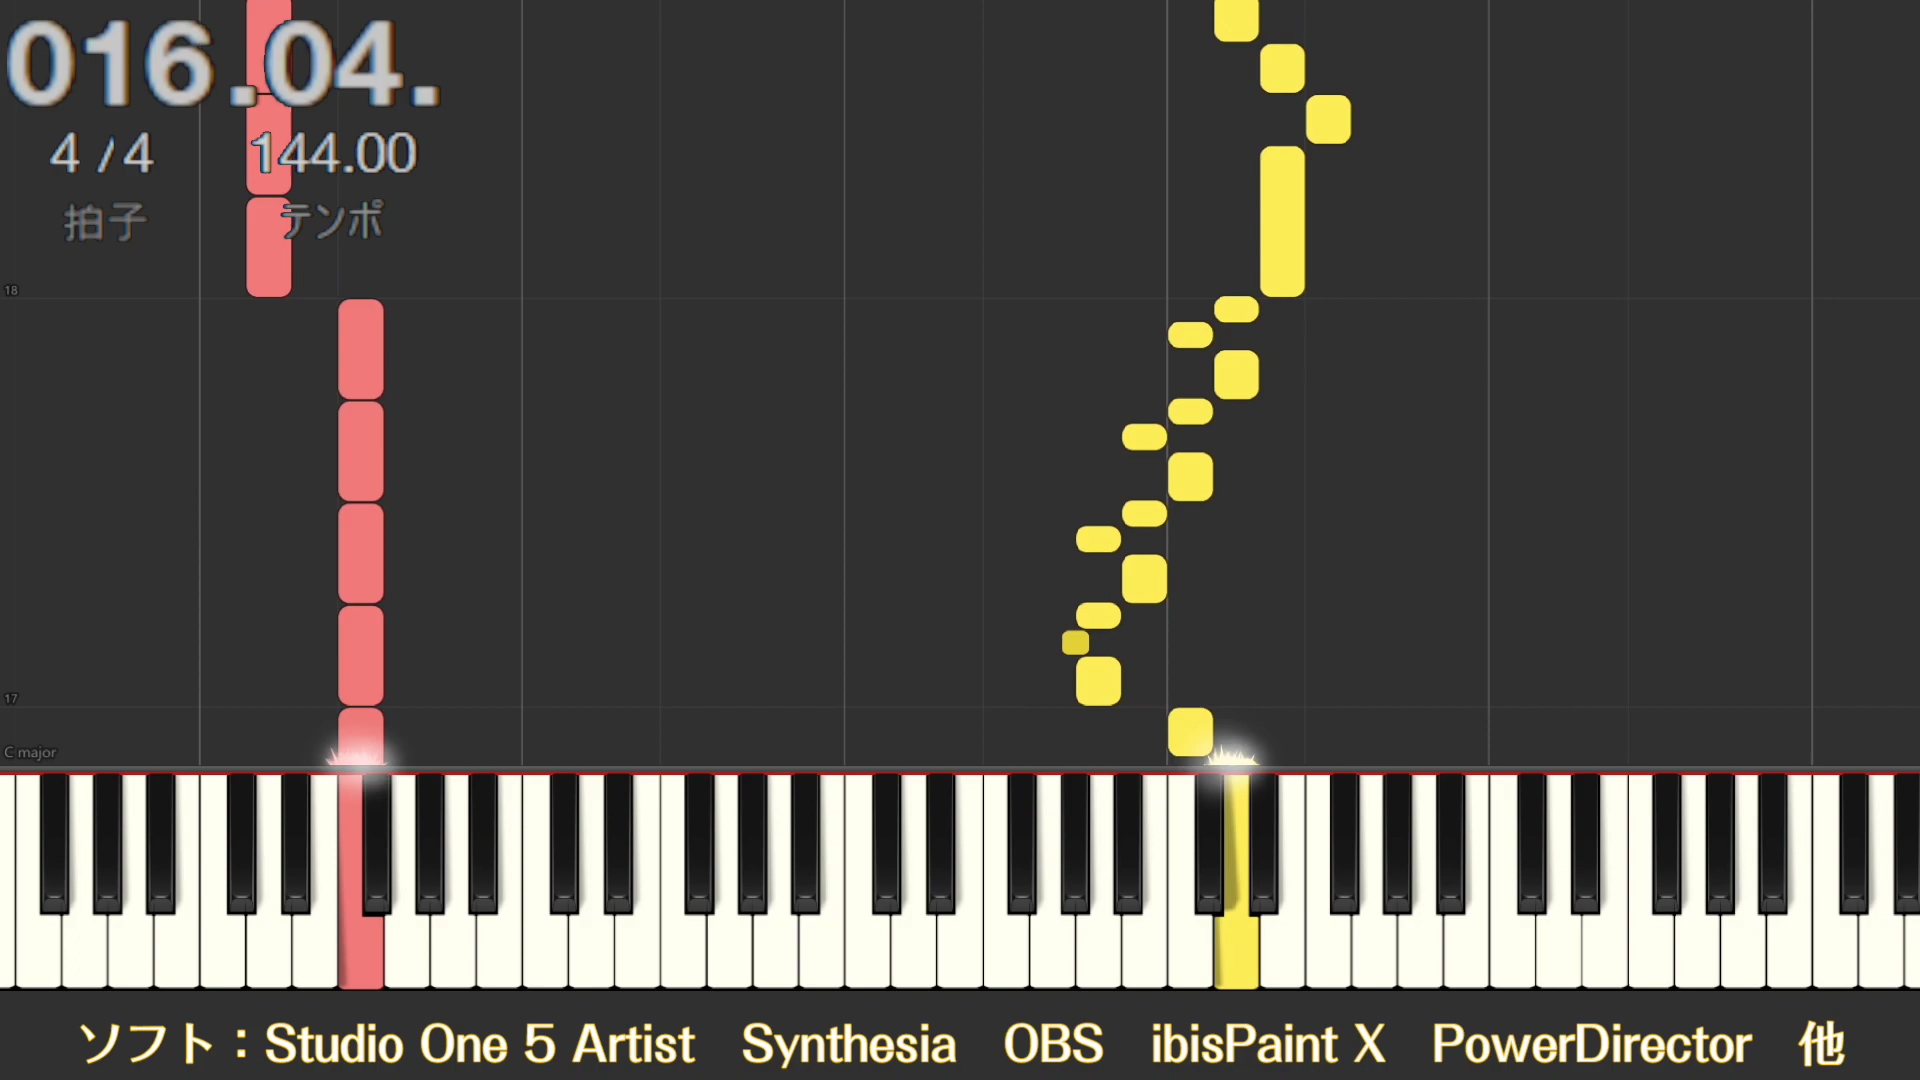 016.04.
4 / 4 144.00
拍子 テンポ
18
17
C major
ソフト：Studio One 5 Artist Synthesia OBS ibisPaint X PowerDirector 他